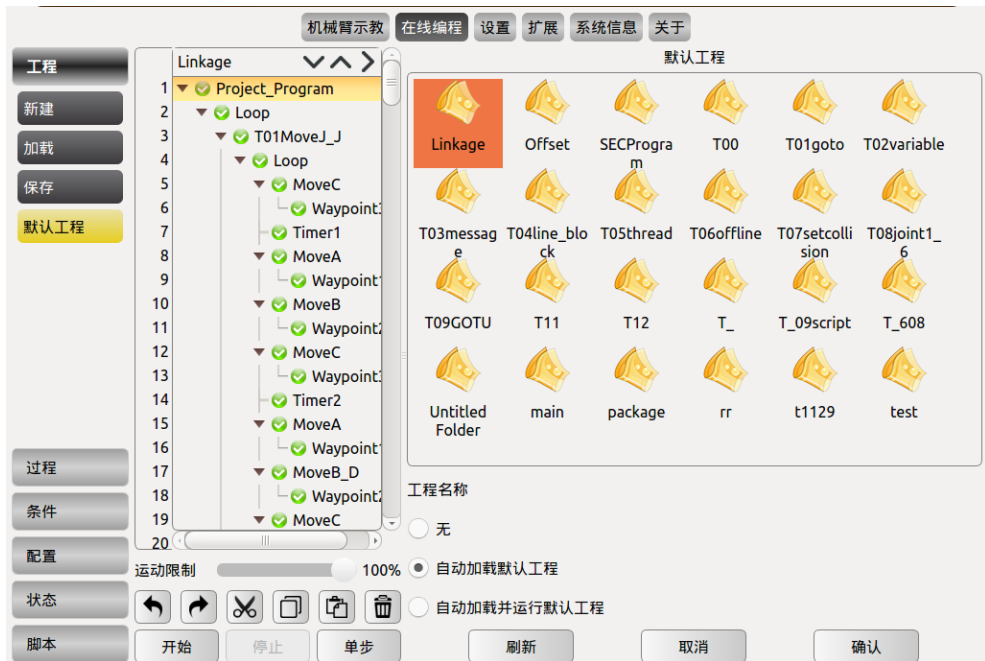 机械臂示教 在线编程 设置 扩展 系统信息 关于
工程
新建
加载
保存
默认工程
过程
条件
配置
状态
脚本
Linkage
1 Project_Program
2 Loop
3 T01MoveJ_J
4 Loop
5 MoveC
6 Waypoint3
7 Timer1
8 MoveA
9 Waypoint1
10 MoveB
11 Waypoint2
12 MoveC
13 Waypoint3
14 Timer2
15 MoveA
16 Waypoint1
17 MoveB_D
18 Waypoint2
19 MoveC
20
运动限制 100%
开始 停止 单步
默认工程
Linkage Offset SECProgra
m T00 T01goto T02variable
T03messag
e T04line_blo
ck T05thread T06offline T07setcolli
sion T08joint1_
6
T09GOTU T11 T12 T_ T_09script T_608
Untitled
Folder main package rr t1129 test
工程名称
无
自动加载默认工程
自动加载并运行默认工程
刷新 取消 确认